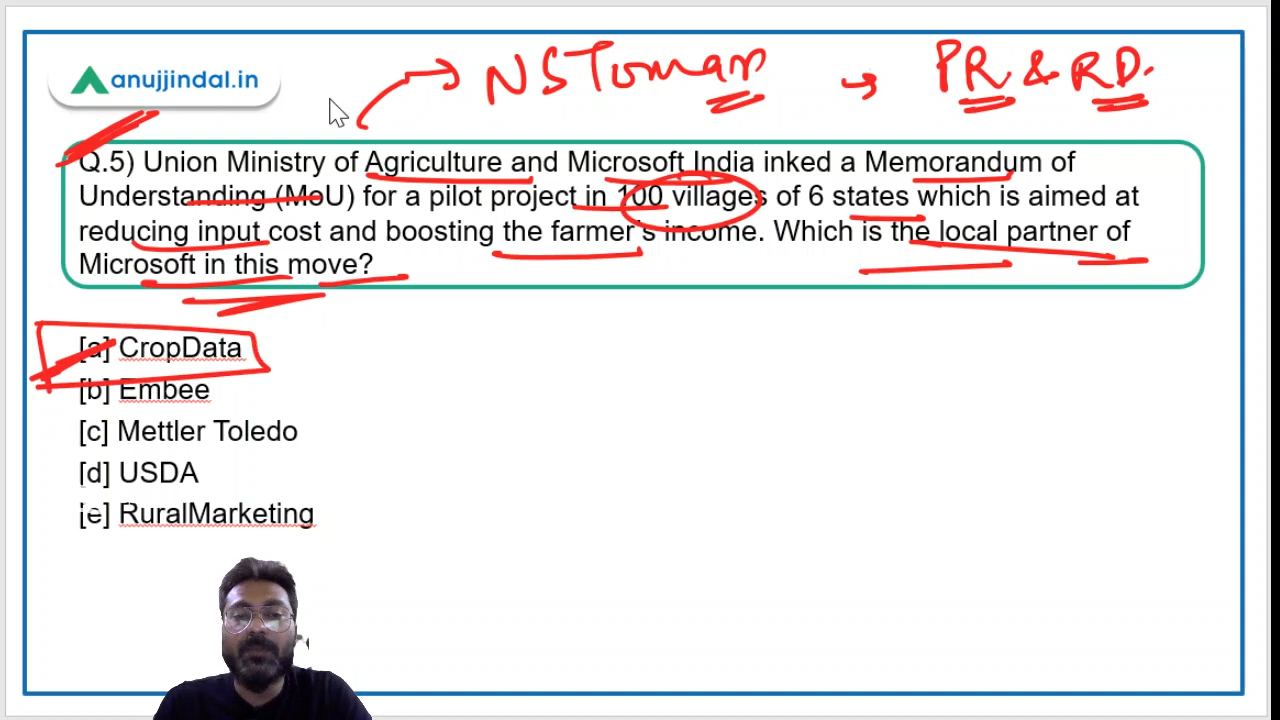 NSTomar → PR & RD.
anujjindal.in
Q.5) Union Ministry of Agriculture and Microsoft India inked a Memorandum of
Understanding (MoU) for a pilot project in 100 villages of 6 states which is aimed at
reducing input cost and boosting the farmer's income. Which is the local partner of
Microsoft in this move?
[a] CropData
[b] Embee
[c] Mettler Toledo
[d] USDA
[e] RuralMarketing